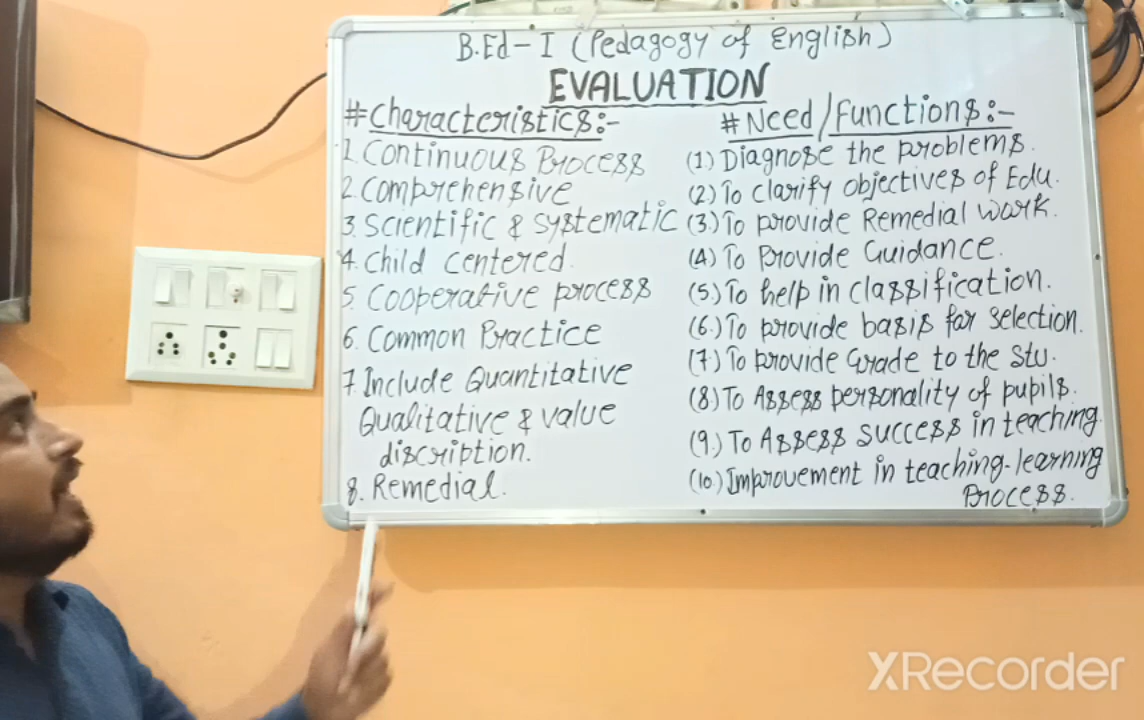 B.Ed - I (Pedagogy of English)
EVALUATION
# Characteristics:-
1. Continuous Process
2. Comprehensive
3. Scientific & systematic
4. Child centered.
5. Cooperative process
6. Common Practice
7. Include Quantitative
Qualitative & value
discription.
8. Remedial.
# Need/Functions:-
(1) Diagnose the problems.
(2.) To clarify objectives of Edu.
(3.) To provide Remedial work.
(4) To Provide Guidance.
(5.) To help in classification.
(6.) To provide basis for selection.
(7.) To provide Grade to the stu.
(8.) To Assess personality of pupils.
(9.) To Assess success in teaching.
(10.) Improvement in teaching-learning
Process.
XRecorder